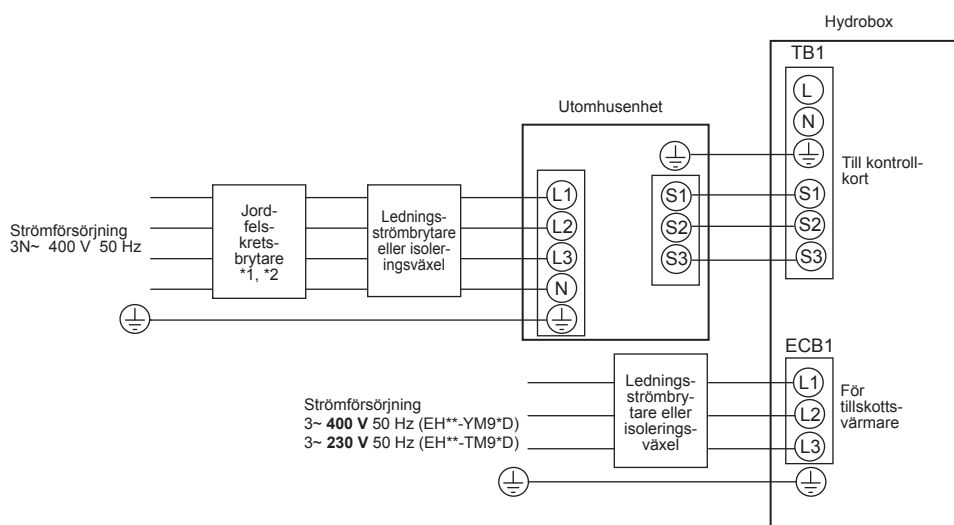 Hydrobox
TB1
L
N
Utomhusenhet
Till kontroll-
kort
S1
S2
S3
S1
S2
S3
Strömförsörjning
3N~ 400 V 50 Hz
Jord-
fels-
krets-
brytare
*1, *2
Lednings-
strömbrytare
eller isoler-
ingsväxel
L1
L2
L3
N
ECB1
Strömförsörjning
3~ 400 V 50 Hz (EH**-YM9*D)
3~ 230 V 50 Hz (EH**-TM9*D)
Lednings-
strömbry-
tare eller
isolerings-
växel
L1
L2
L3
För
tillskotts-
värmare